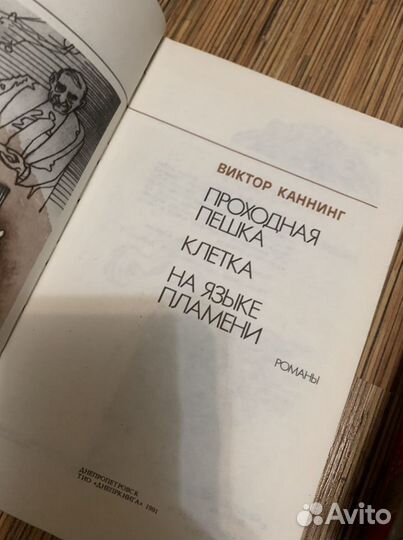 ВИКТОР КАННИНГ
ПРОХОДНАЯ
ПЕШКА
КЛЕТКА
НА ЯЗЫКЕ
ПЛАМЕНИ
РОМАНЫ
ДНЕПРОПЕТРОВСК
ТПО «ДНЕПРКНИГА» 1991
Avito